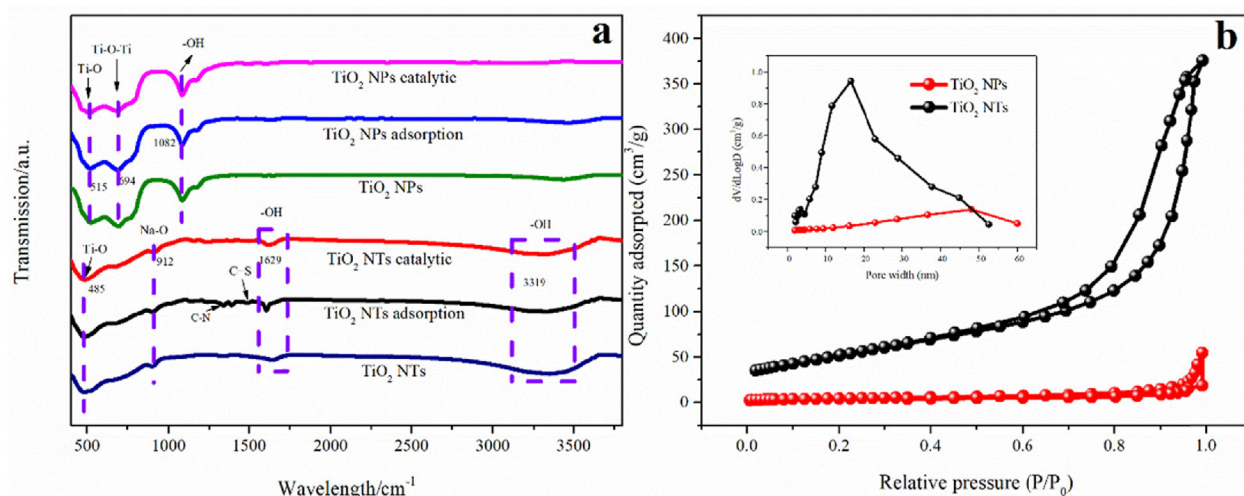 a
Ti-O-Ti
-OH
Ti-O
TiO2 NPs catalytic
TiO2 NPs adsorption
1082
515
694
TiO2 NPs
Na-O
-OH
-OH
Ti-O
912
1629
TiO2 NTs catalytic
3319
485
C=S
C-N
TiO2 NTs adsorption
TiO2 NTs
Transmission/a.u.
500
1000
1500
2000
2500
3000
3500
Wavelength/cm-1
b
400
350
300
250
200
150
100
50
0
Quantity adsorpted (cm3/g)
0.0
0.2
0.4
0.6
0.8
1.0
Relative pressure (P/P0)
TiO2 NPs
TiO2 NTs
1.0
0.8
0.6
0.4
0.2
0.0
dV/dLogD (cm3/g)
0
10
20
30
40
50
60
Pore width (nm)